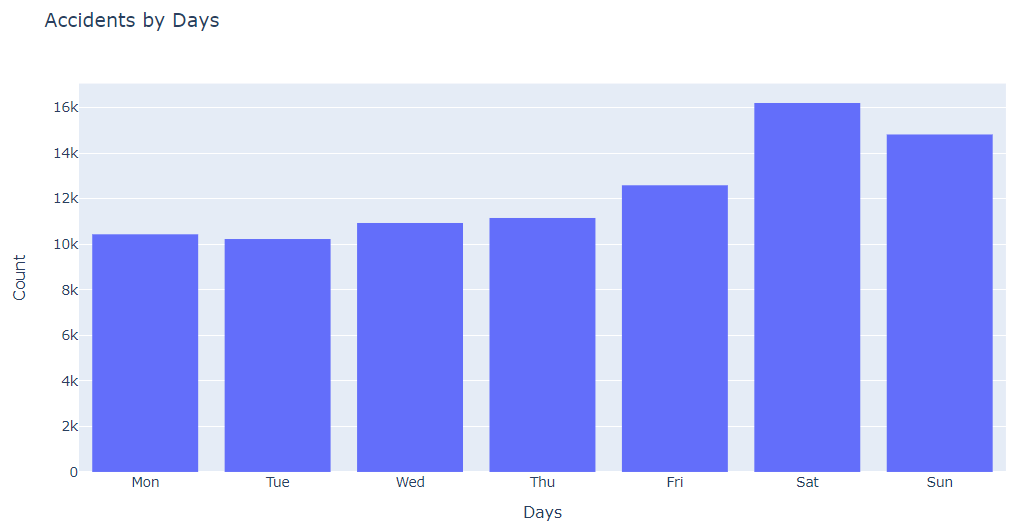 Accidents by Days
16k
14k
12k
10k
8k
6k
4k
2k
0
Count
Mon Tue Wed Thu Fri Sat Sun
Days